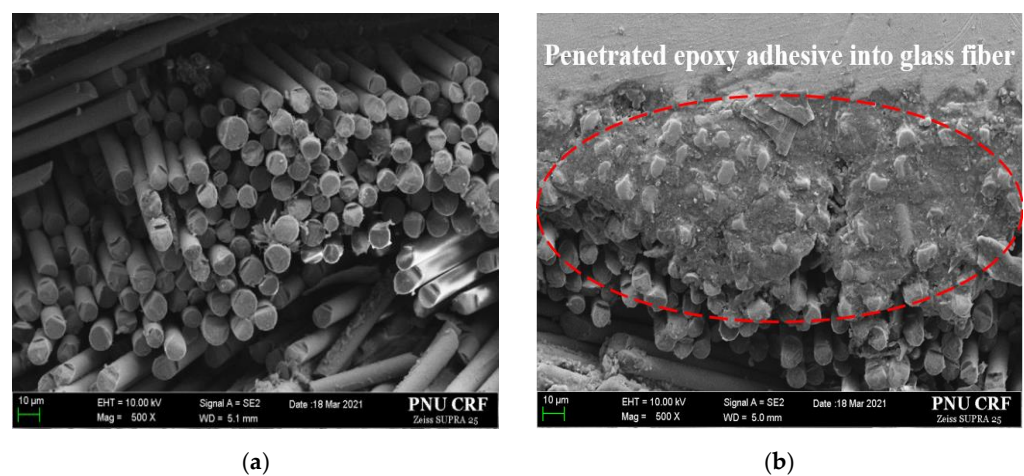 Penetrated epoxy adhesive into glass fiber
10 µm
EHT = 10.00 kV
Signal A = SE2
Date :18 Mar 2021
PNU CRF
Mag = 500 X
WD = 5.1 mm
Zeiss SUPRA 25
10 µm
EHT = 10.00 kV
Signal A = SE2
Date :18 Mar 2021
PNU CRF
Mag = 500 X
WD = 5.0 mm
Zeiss SUPRA 25
(a)
(b)